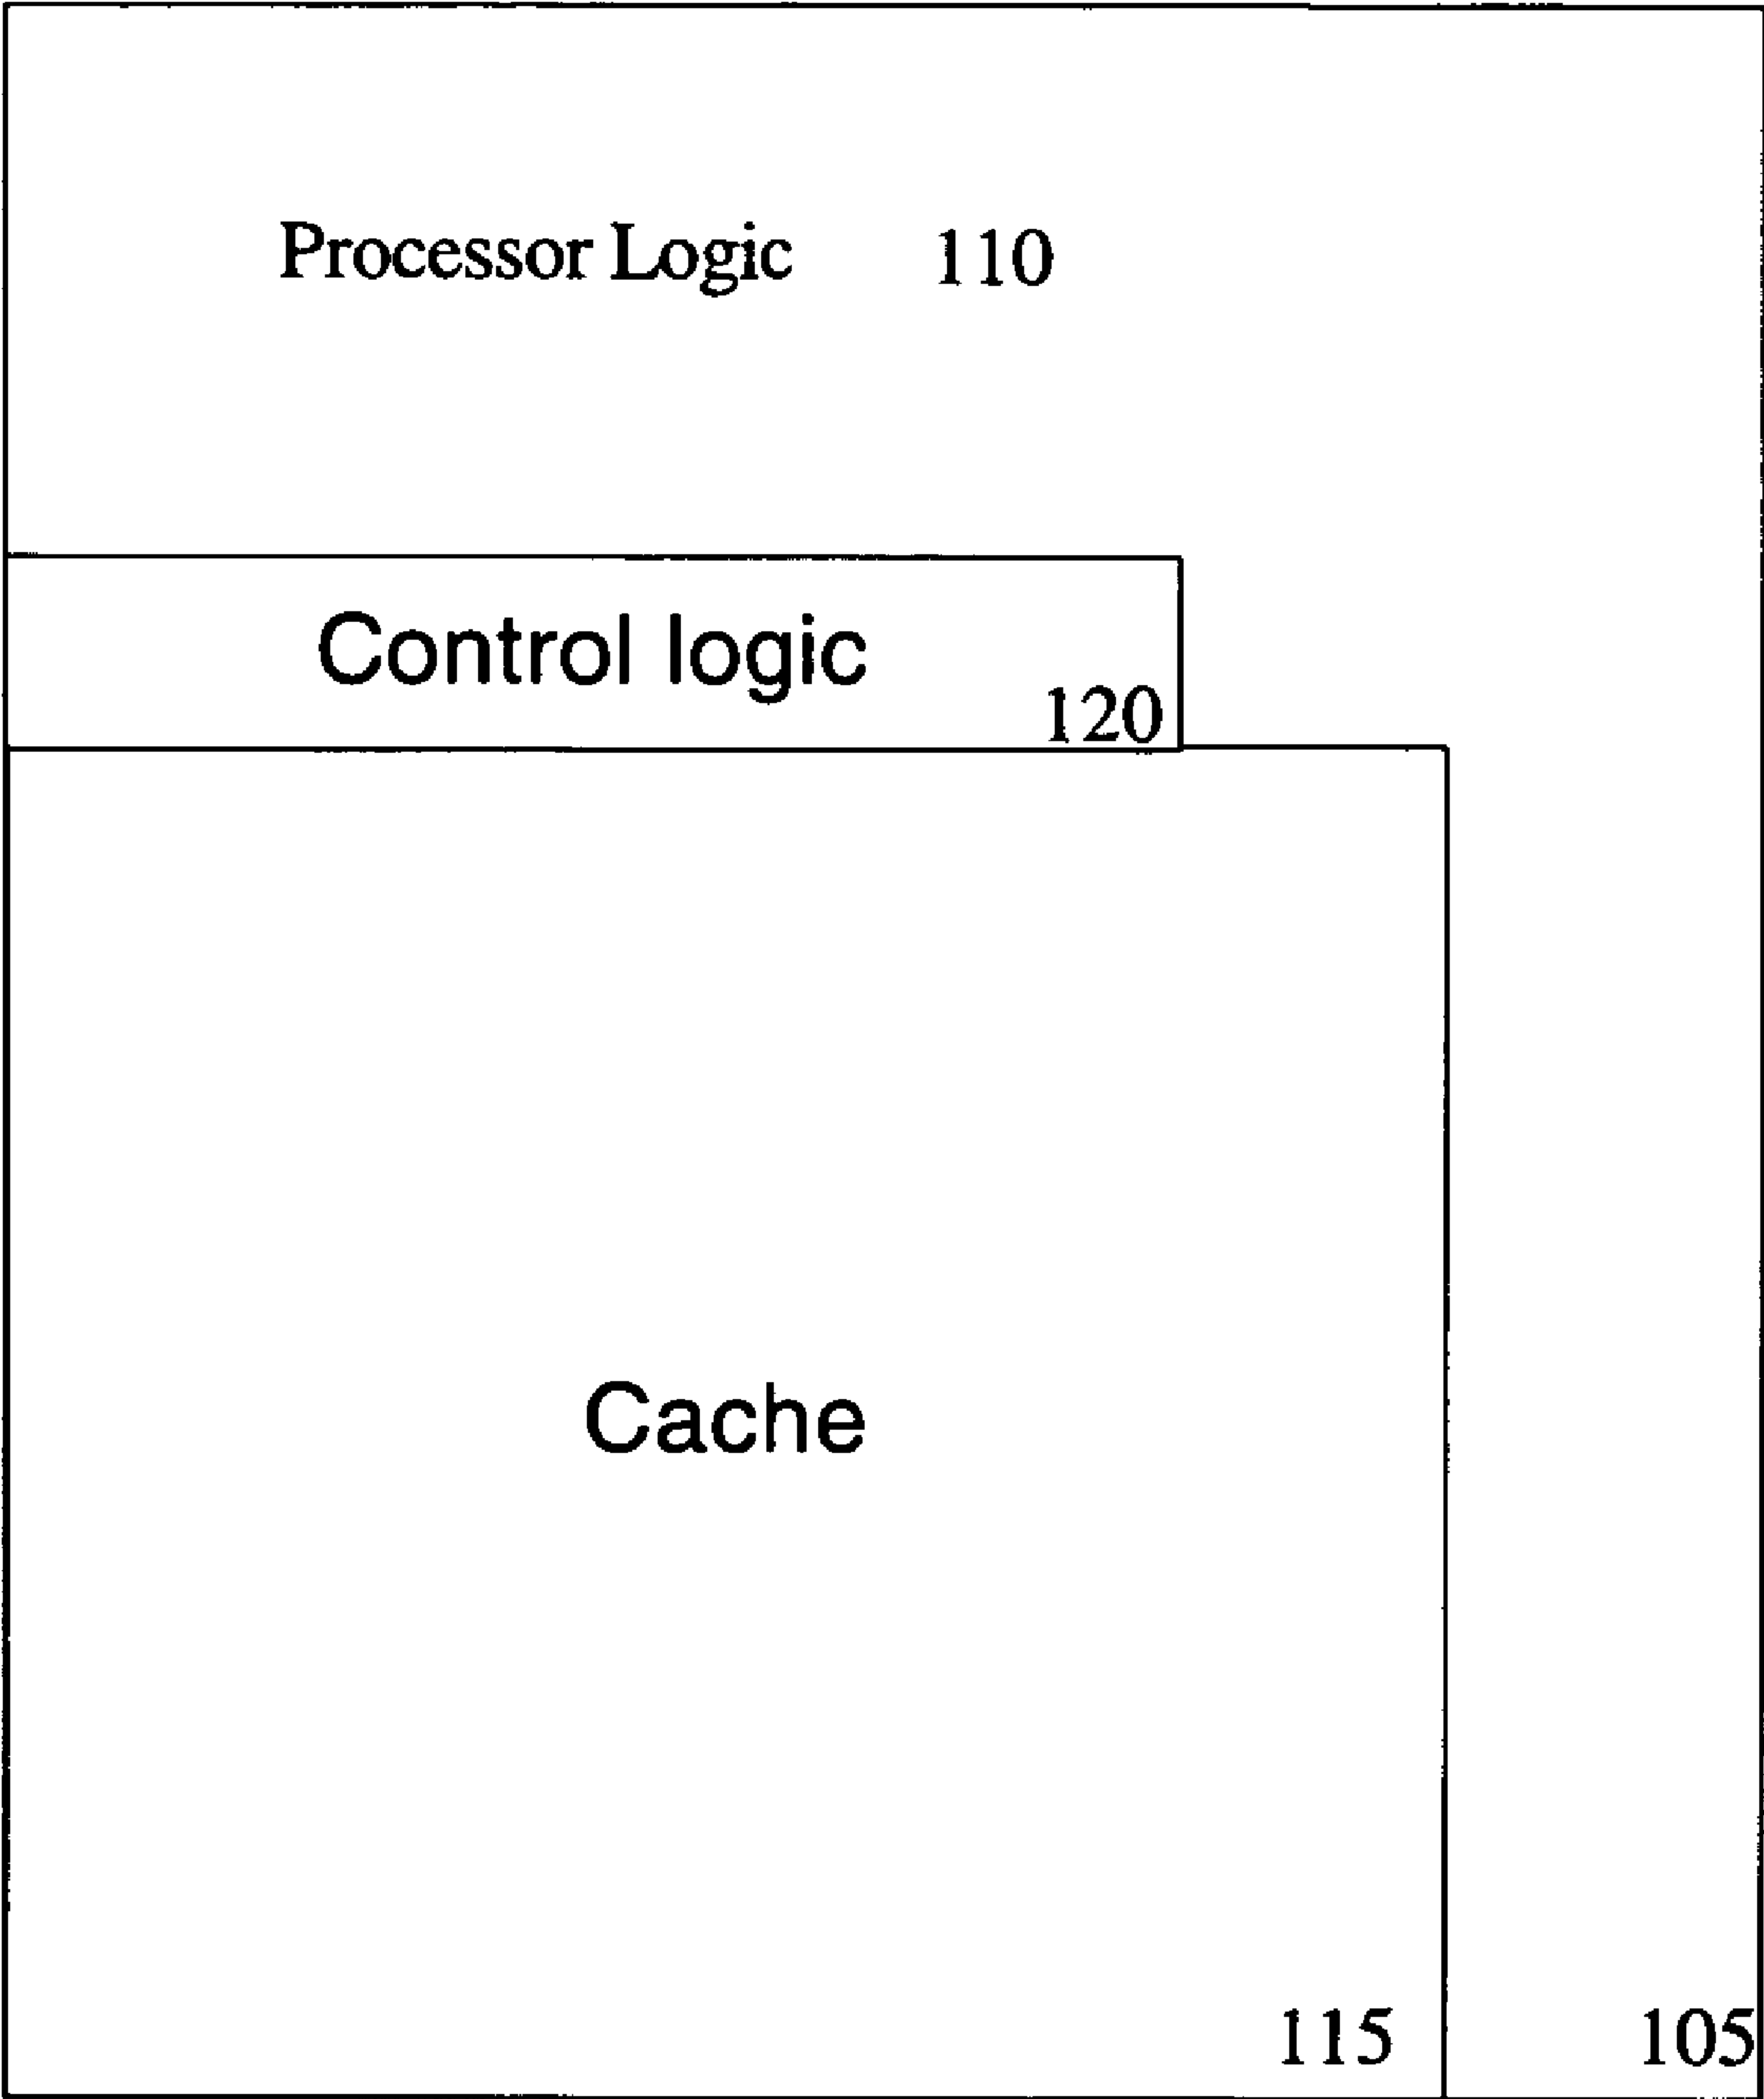 Processor Logic 110
Control logic
120
Cache
115 105